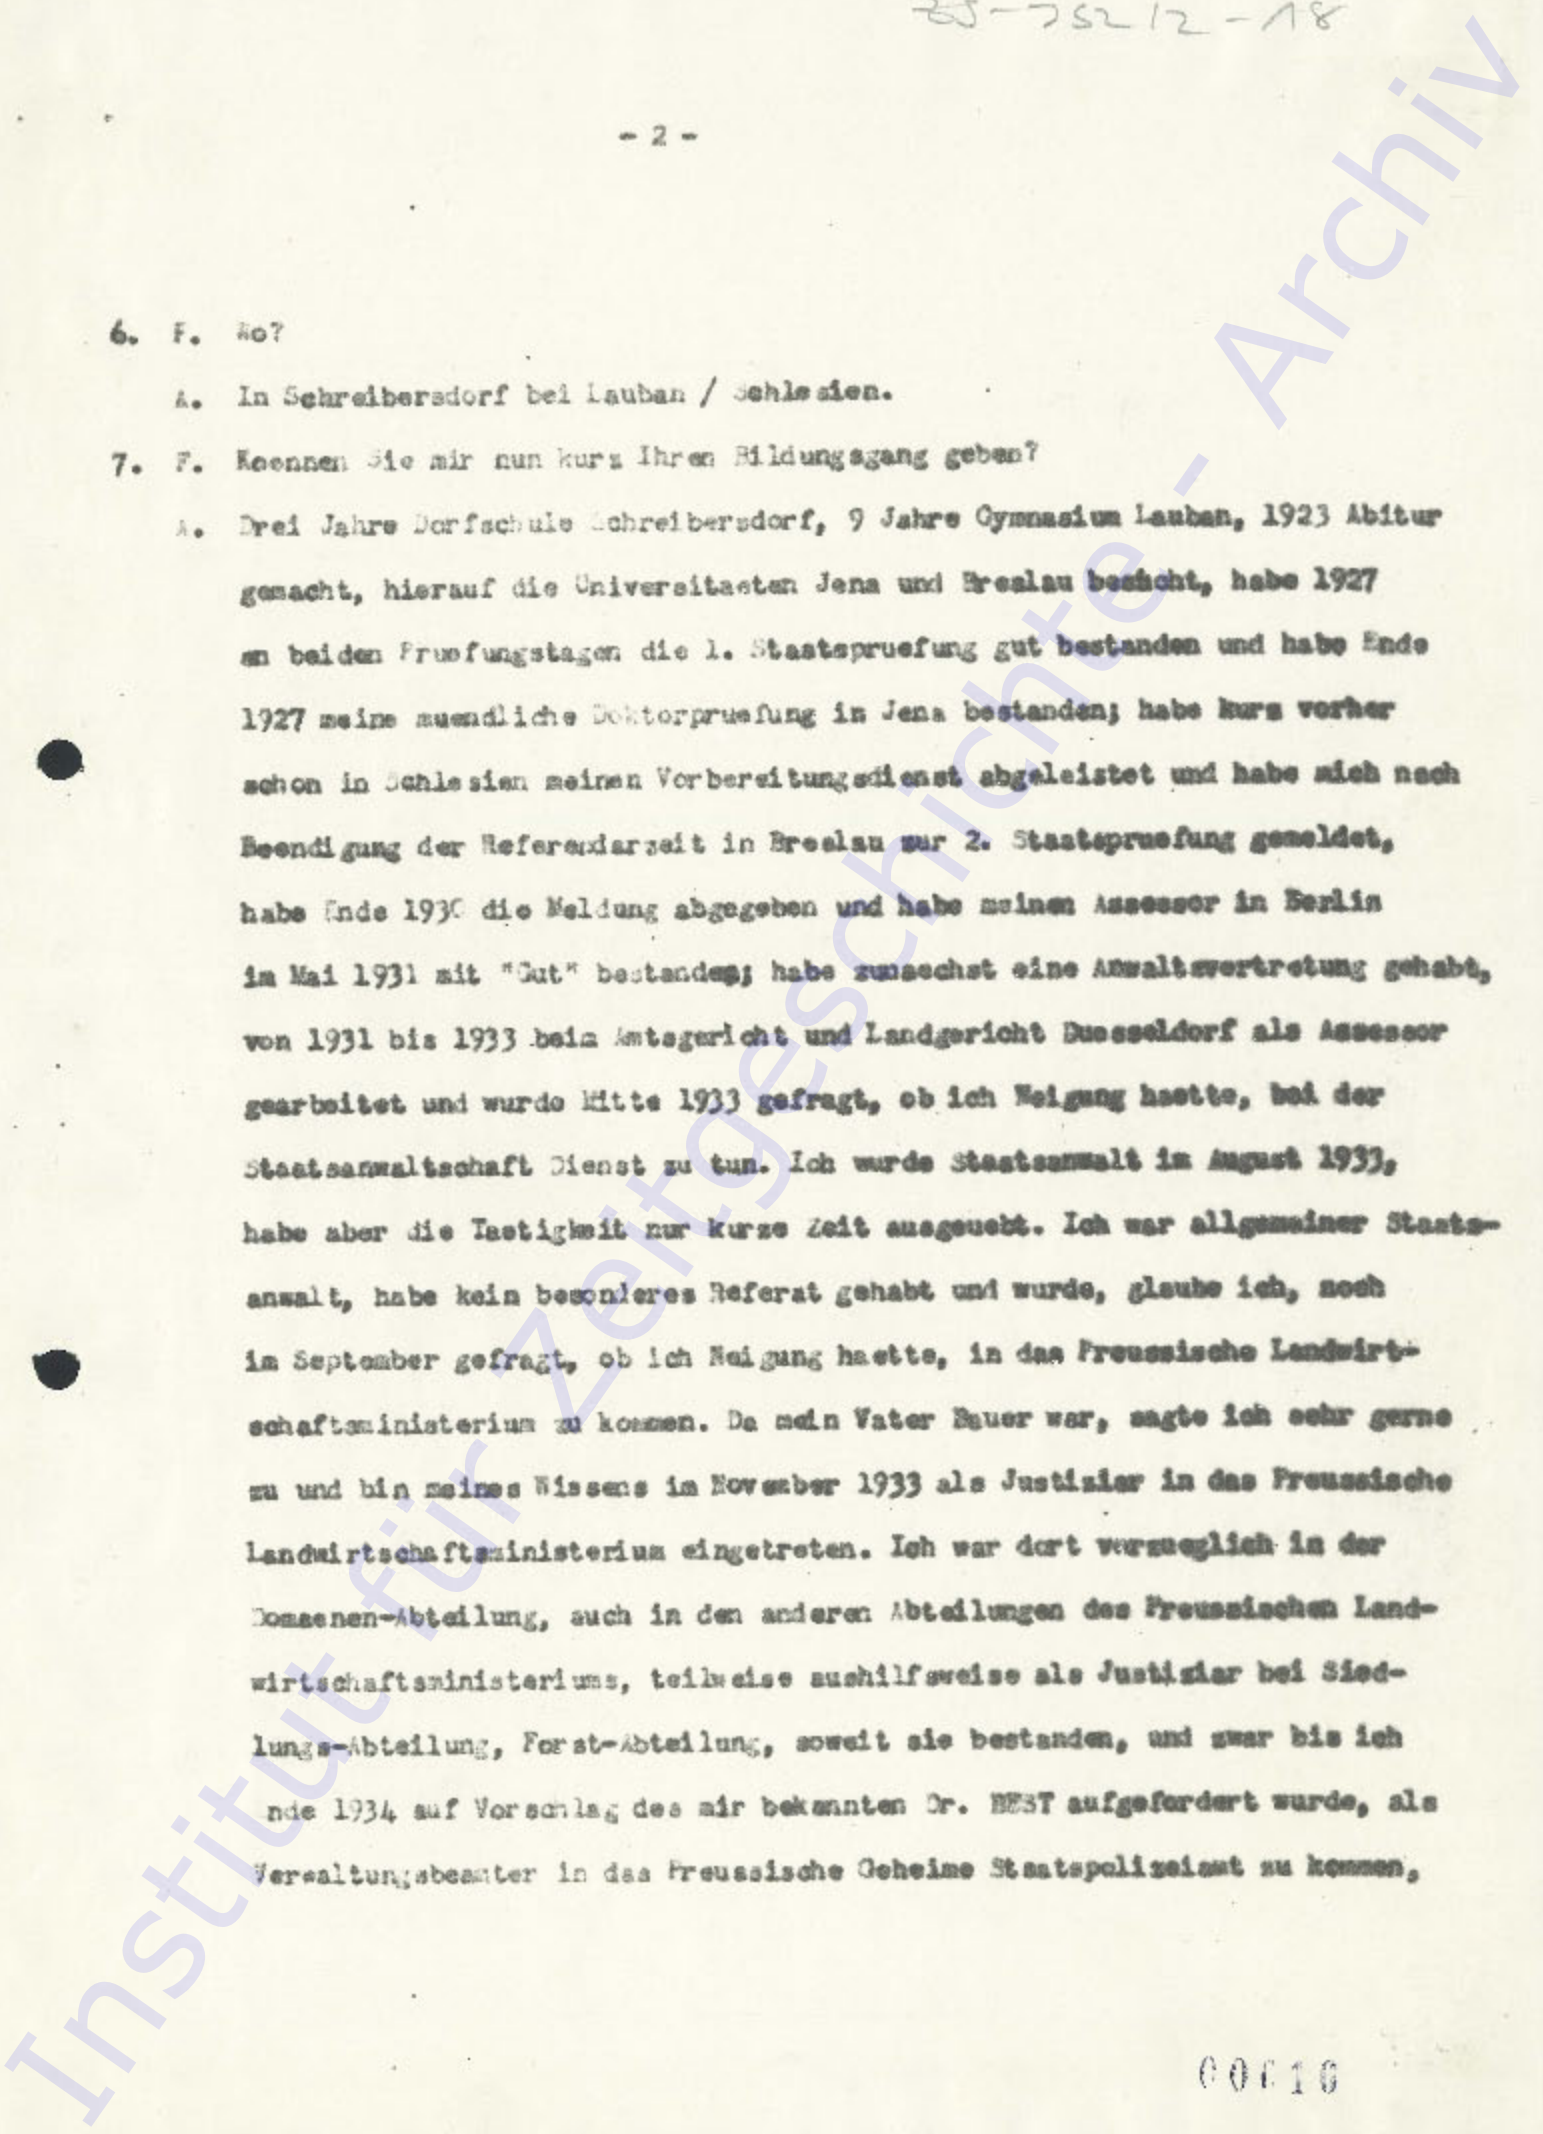 ZS-752/2-18
- 2 -
6. F. Wo?
A. In Schreibersdorf bei Lauban / Schlesien.
7. F. Koennen Sie mir nun kurz Ihren Bildungsgang geben?
A. Drei Jahre Dorfschule Schreibersdorf, 9 Jahre Gymnasium Lauban, 1923 Abitur
gemacht, hierauf die Universitaeten Jena und Breslau besucht, habe 1927
an beiden Pruefungstagen die 1. Staatspruefung gut bestanden und habe Ende
1927 meine muendliche Doktorpruefung in Jena bestanden; habe kurz vorher
schon in Schlesien meinen Vorbereitungsdienst abgeleistet und habe mich nach
Beendigung der Referendarzeit in Breslau zur 2. Staatspruefung gemeldet,
habe Ende 1930 die Meldung abgegeben und habe meinen Assessor in Berlin
im Mai 1931 mit "Gut" bestanden; habe zunaechst eine Anwaltsvertretung gehabt,
von 1931 bis 1933 beim Amtsgericht und Landgericht Duesseldorf als Assessor
gearbeitet und wurde Mitte 1933 gefragt, ob ich Neigung haette, bei der
Staatsanwaltschaft Dienst zu tun. Ich wurde Staatsanwalt im August 1933,
habe aber die Taetigkeit nur kurze Zeit ausgeuebt. Ich war allgemeiner Staats-
anwalt, habe kein besonderes Referat gehabt und wurde, glaube ich, noch
im September gefragt, ob ich Neigung haette, in das Preussische Landwirt-
schaftsministerium zu kommen. Da mein Vater Bauer war, sagte ich sehr gerne
zu und bin meines Wissens im November 1933 als Justiziar in das Preussische
Landwirtschaftsministerium eingetreten. Ich war dort vorzueglich in der
Domaenen-Abteilung, auch in den anderen Abteilungen des Preussischen Land-
wirtschaftsministeriums, teilweise aushilfsweise als Justiziar bei Sied-
lungs-Abteilung, Forst-Abteilung, soweit sie bestanden, und zwar bis ich
nde 1934 auf Vorschlag des mir bekannten Dr. BEST aufgefordert wurde, als
Verwaltungsbeamter in das Preussische Geheime Staatspolizeiamt zu kommen,
00010
Institut für Zeitgeschichte - Archiv